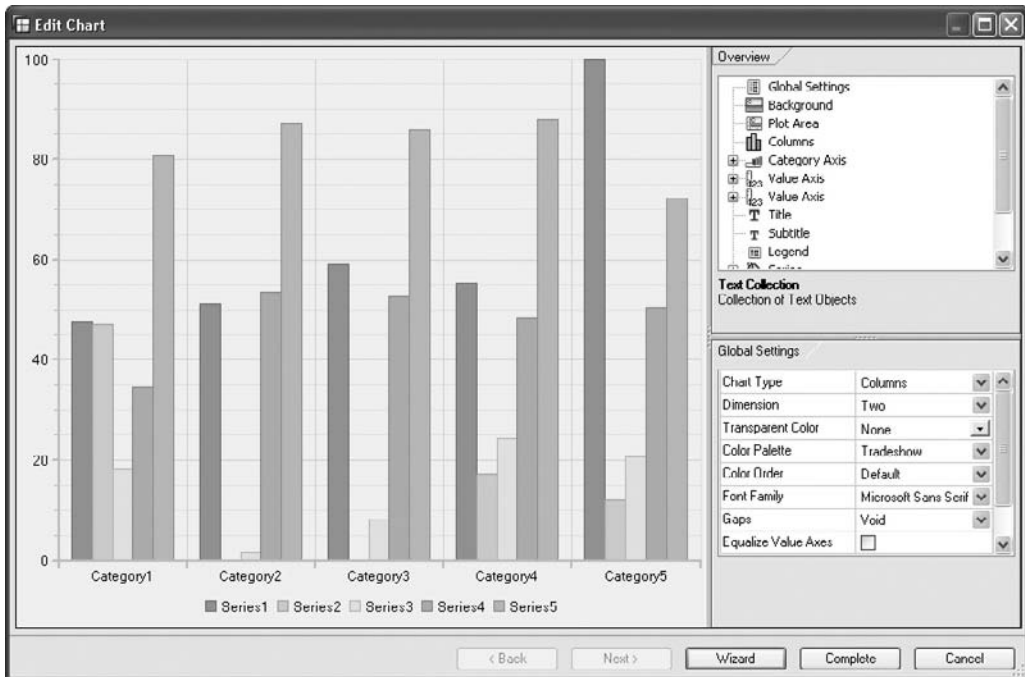 Edit Chart
100
80
60
40
20
0
Category1 Category2 Category3 Category4 Category5
Series1 Series2 Series3 Series4 Series5
Overview
Global Settings
Background
Plot Area
Columns
Category Axis
123 Value Axis
123 Value Axis
T Title
T Subtitle
Legend
Series
Text Collection
Collection of Text Objects
Global Settings
Chart Type Columns
Dimension Two
Transparent Color None
Color Palette Tradeshow
Color Order Default
Font Family Microsoft Sans Serif
Gaps Void
Equalize Value Axes
< Back Next > Wizard Complete Cancel